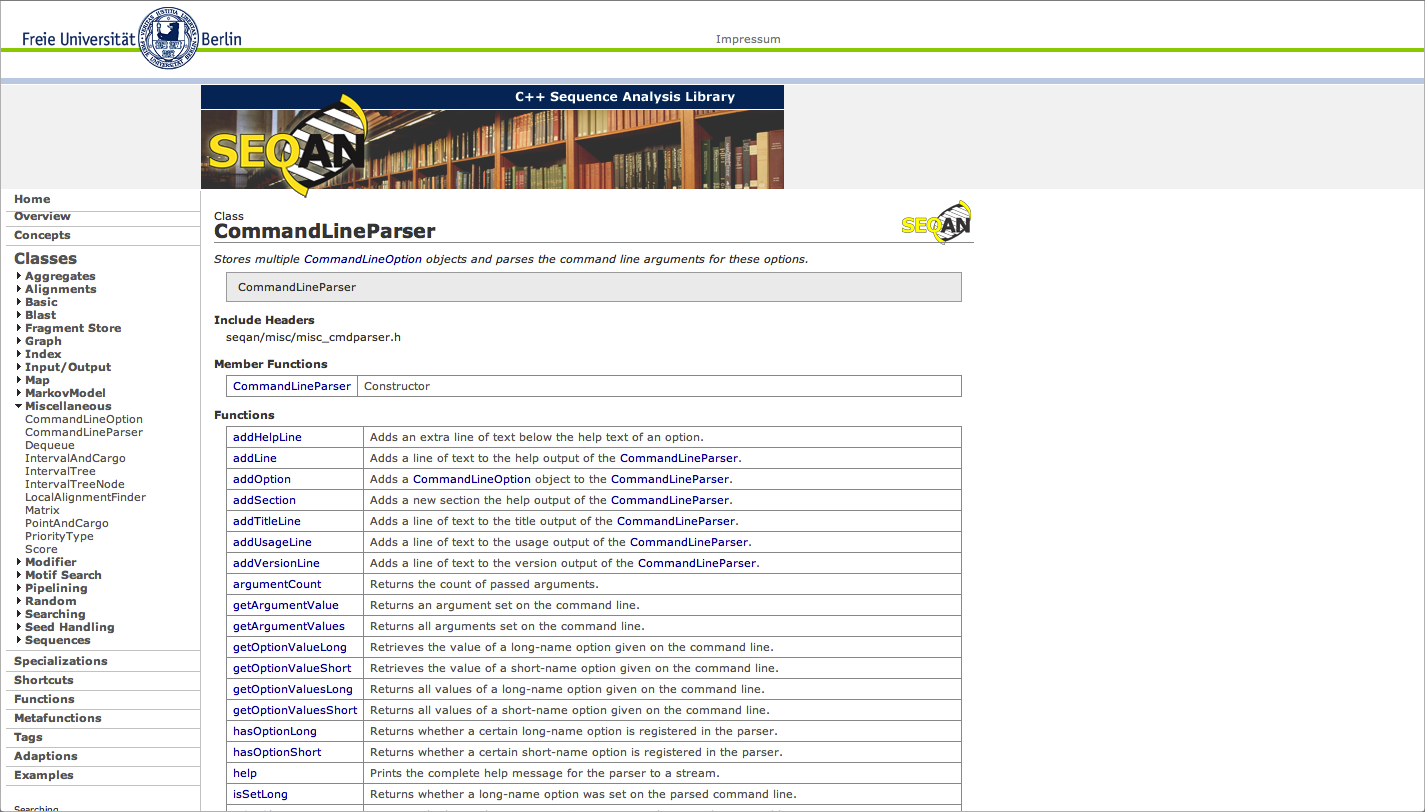 Freie Universität Berlin
Impressum
C++ Sequence Analysis Library
SEQAN
Home
Overview
Concepts
Classes
Aggregates
Alignments
Basic
Blast
Fragment Store
Graph
Index
Input/Output
Map
MarkovModel
Miscellaneous
CommandLineOption
CommandLineParser
Dequeue
IntervalAndCargo
IntervalTree
IntervalTreeNode
LocalAlignmentFinder
Matrix
PointAndCargo
PriorityType
Score
Modifier
Motif Search
Pipelining
Random
Searching
Seed Handling
Sequences
Specializations
Shortcuts
Functions
Metafunctions
Tags
Adaptions
Examples
Searching
Class
CommandLineParser
SEQAN
Stores multiple CommandLineOption objects and parses the command line arguments for these options.
CommandLineParser
Include Headers
seqan/misc/misc_cmdparser.h
Member Functions
CommandLineParser Constructor
Functions
addHelpLine Adds an extra line of text below the help text of an option.
addLine Adds a line of text to the help output of the CommandLineParser.
addOption Adds a CommandLineOption object to the CommandLineParser.
addSection Adds a new section the help output of the CommandLineParser.
addTitleLine Adds a line of text to the title output of the CommandLineParser.
addUsageLine Adds a line of text to the usage output of the CommandLineParser.
addVersionLine Adds a line of text to the version output of the CommandLineParser.
argumentCount Returns the count of passed arguments.
getArgumentValue Returns an argument set on the command line.
getArgumentValues Returns all arguments set on the command line.
getOptionValueLong Retrieves the value of a long-name option given on the command line.
getOptionValueShort Retrieves the value of a short-name option given on the command line.
getOptionValuesLong Returns all values of a long-name option given on the command line.
getOptionValuesShort Returns all values of a short-name option given on the command line.
hasOptionLong Returns whether a certain long-name option is registered in the parser.
hasOptionShort Returns whether a certain short-name option is registered in the parser.
help Prints the complete help message for the parser to a stream.
isSetLong Returns whether a long-name option was set on the parsed command line.